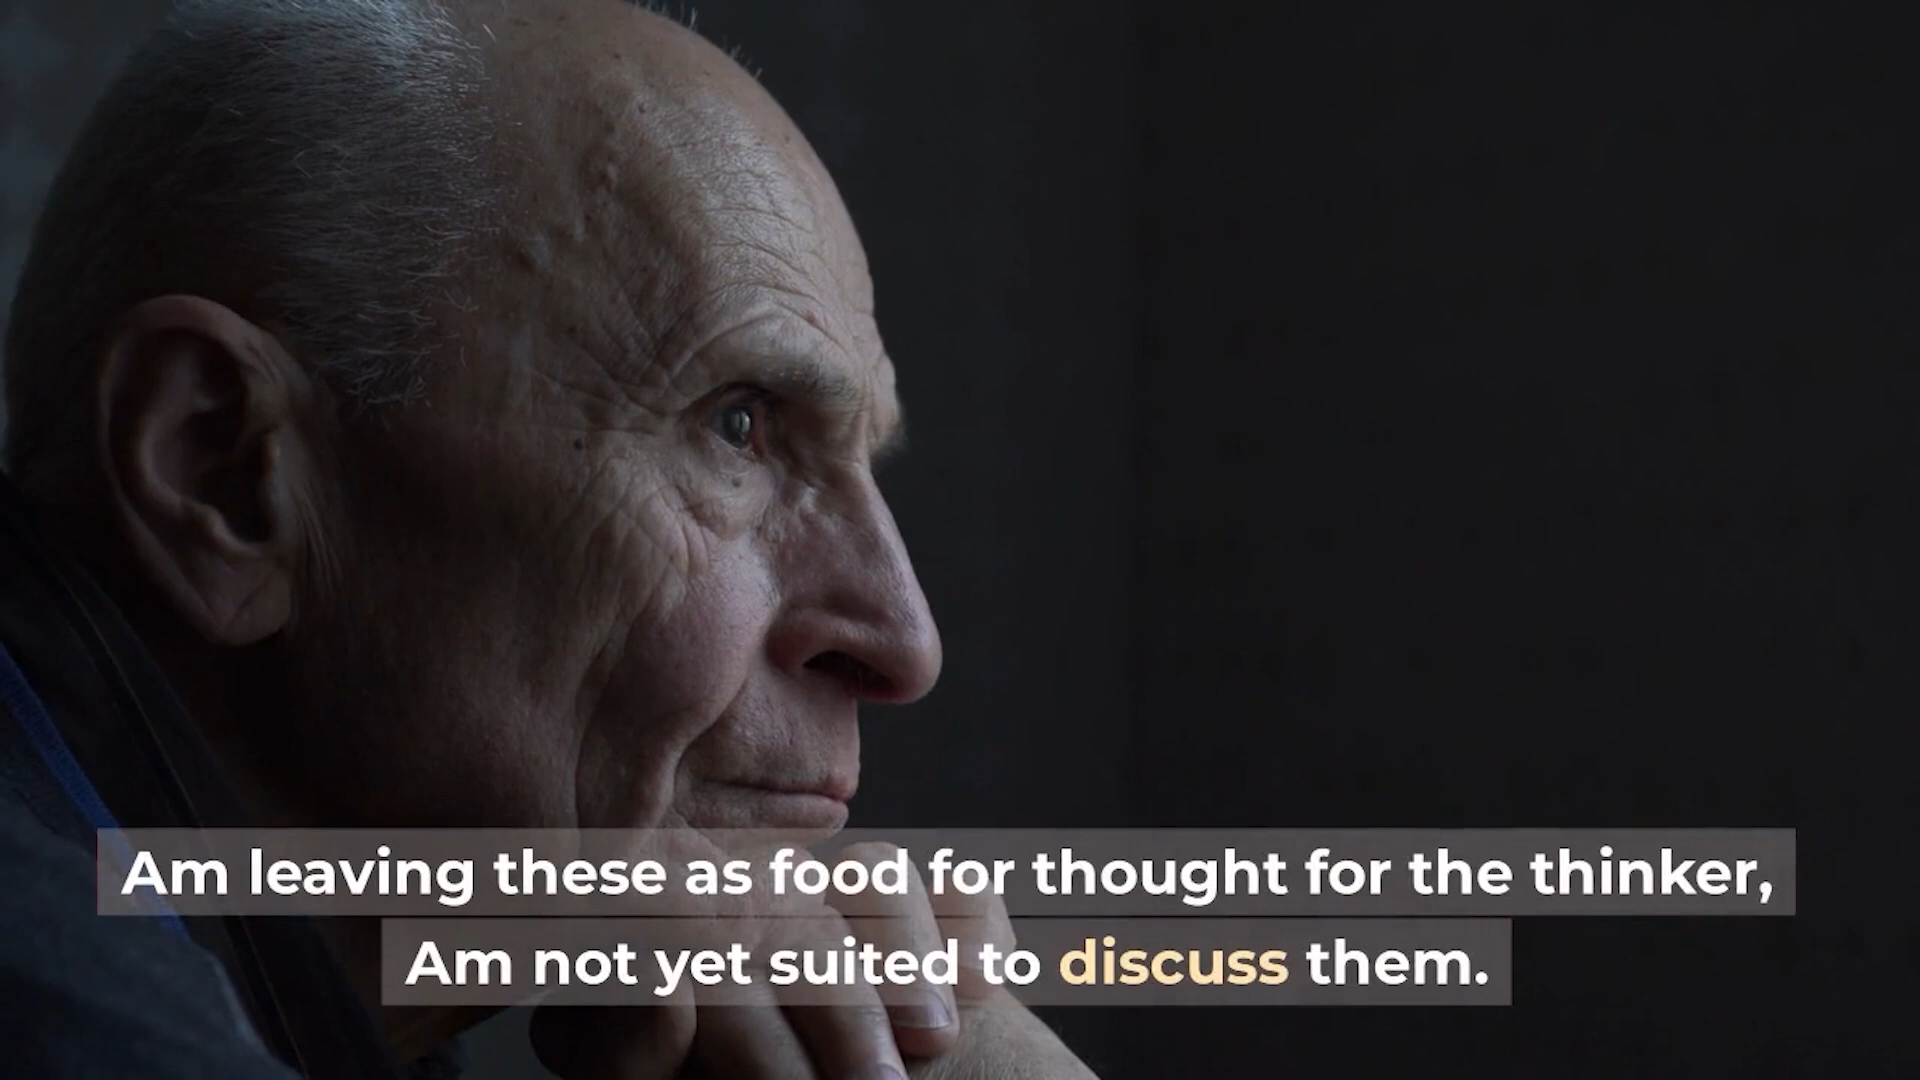 Am leaving these as food for thought for the thinker,
Am not yet suited to discuss them.